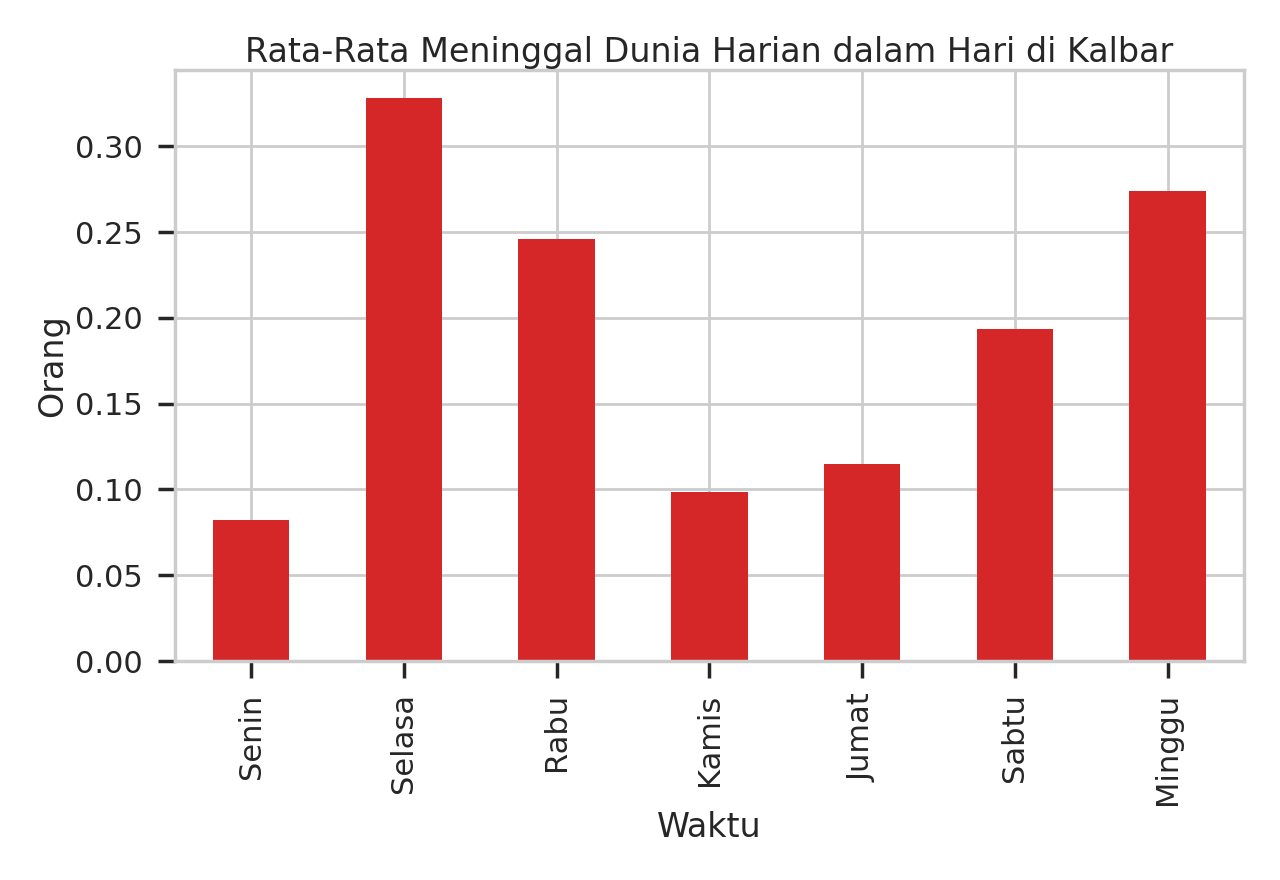 Rata-Rata Meninggal Dunia Harian dalam Hari di Kalbar
0.30
0.25
0.20
0.15
0.10
0.05
0.00
Orang
Senin
Selasa
Rabu
Kamis
Jumat
Sabtu
Minggu
Waktu